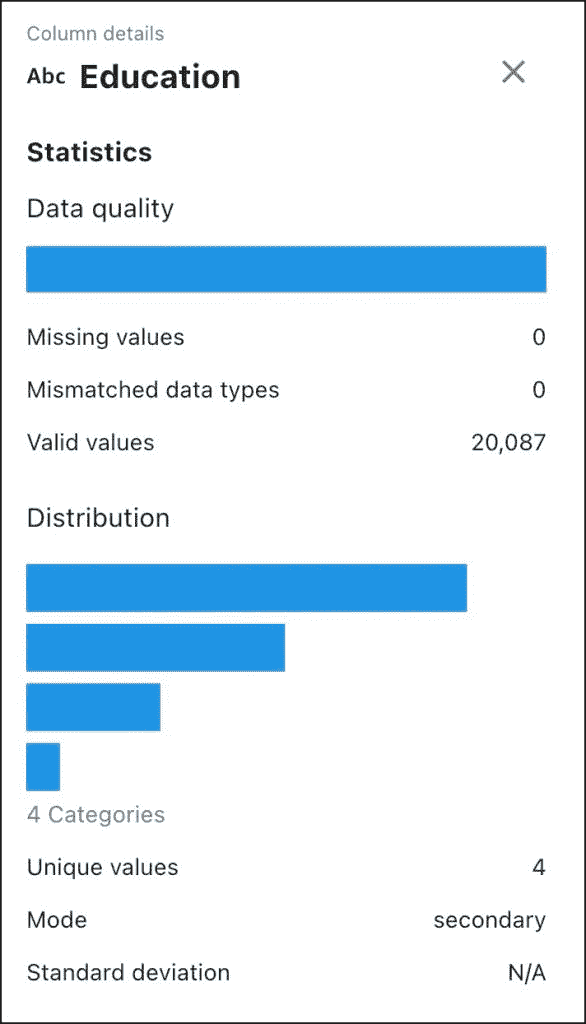 Column details
Abc Education
Statistics
Data quality
Missing values 0
Mismatched data types 0
Valid values 20,087
Distribution
4 Categories
Unique values 4
Mode secondary
Standard deviation N/A